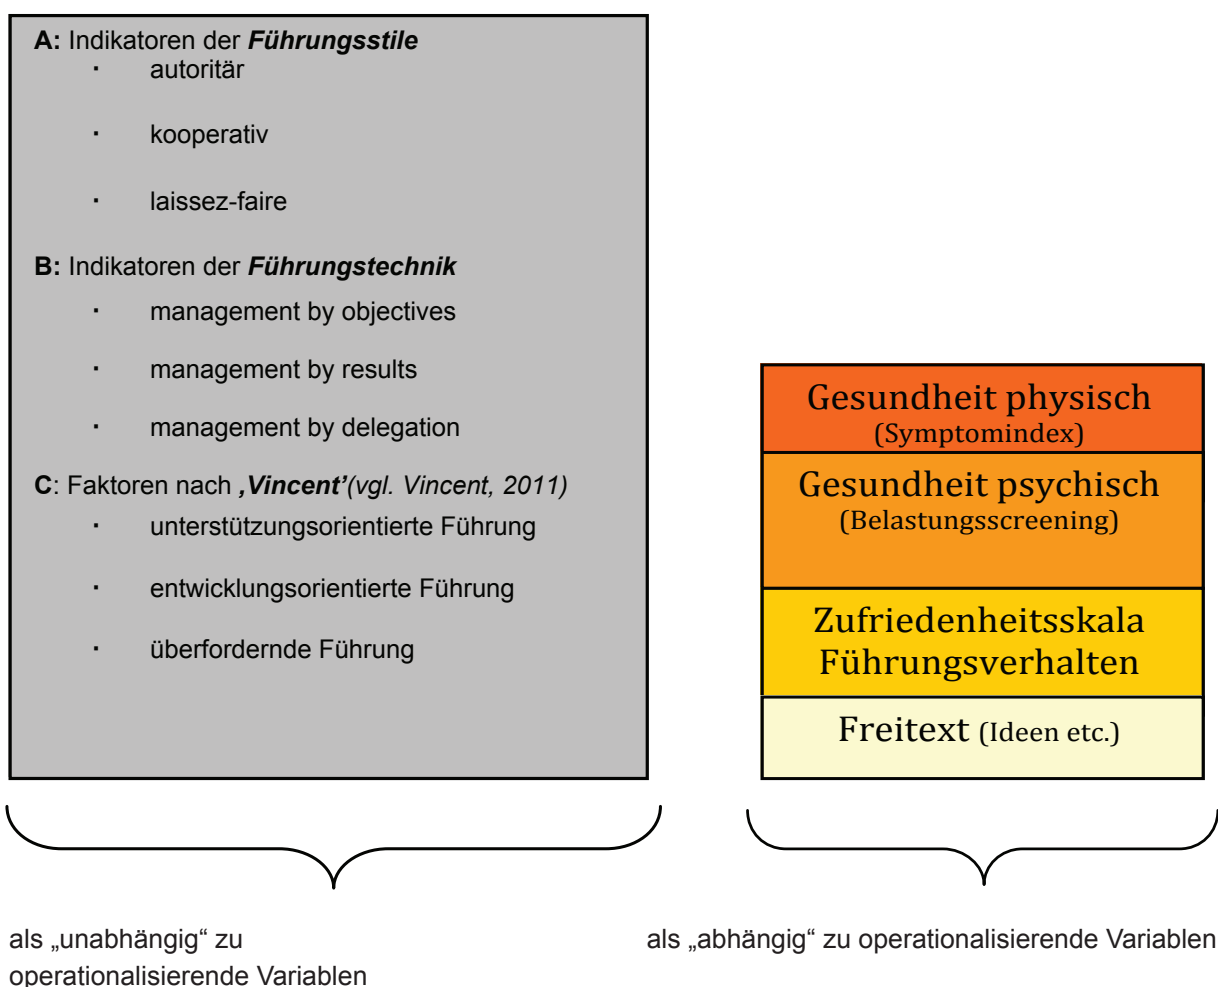 A: Indikatoren der Führungsstile
· autoritär
· kooperativ
· laissez-faire
B: Indikatoren der Führungstechnik
· management by objectives
· management by results
· management by delegation
C: Faktoren nach ‚Vincent’(vgl. Vincent, 2011)
· unterstützungsorientierte Führung
· entwicklungsorientierte Führung
· überfordernde Führung
Gesundheit physisch
(Symptomindex)
Gesundheit psychisch
(Belastungsscreening)
Zufriedenheitsskala
Führungsverhalten
Freitext (Ideen etc.)
als „unabhängig“ zu
operationalisierende Variablen
als „abhängig“ zu operationalisierende Variablen